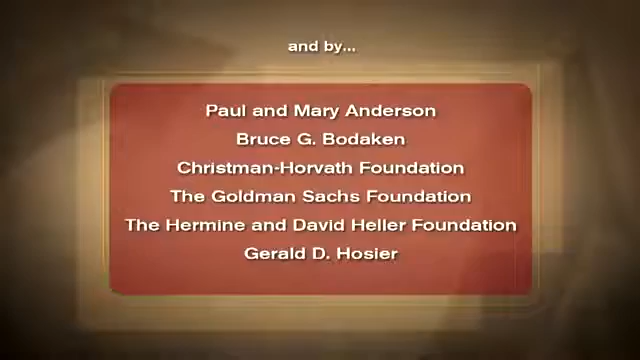 and by...
Paul and Mary Anderson
Bruce G. Bodaken
Christman-Horvath Foundation
The Goldman Sachs Foundation
The Hermine and David Heller Foundation
Gerald D. Hosier